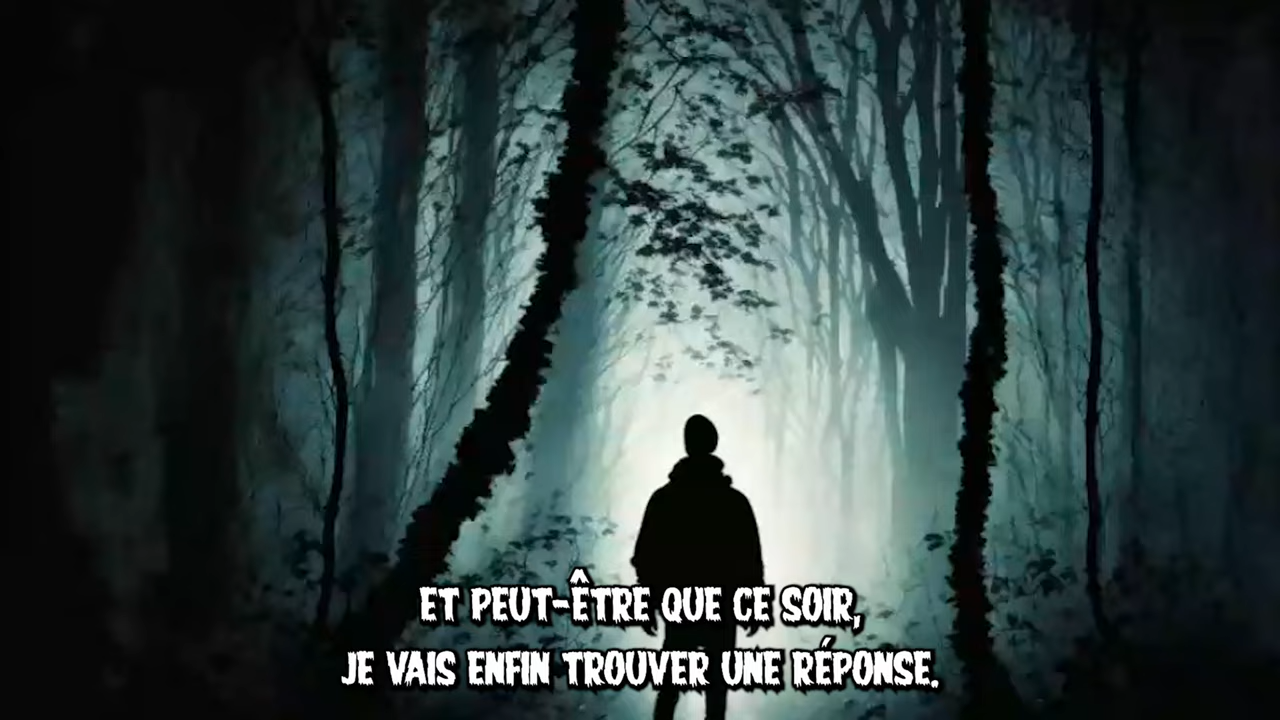 ET PEUT-ÊTRE QUE CE SOIR,
JE VAIS ENFIN TROUVER UNE RÉPONSE.